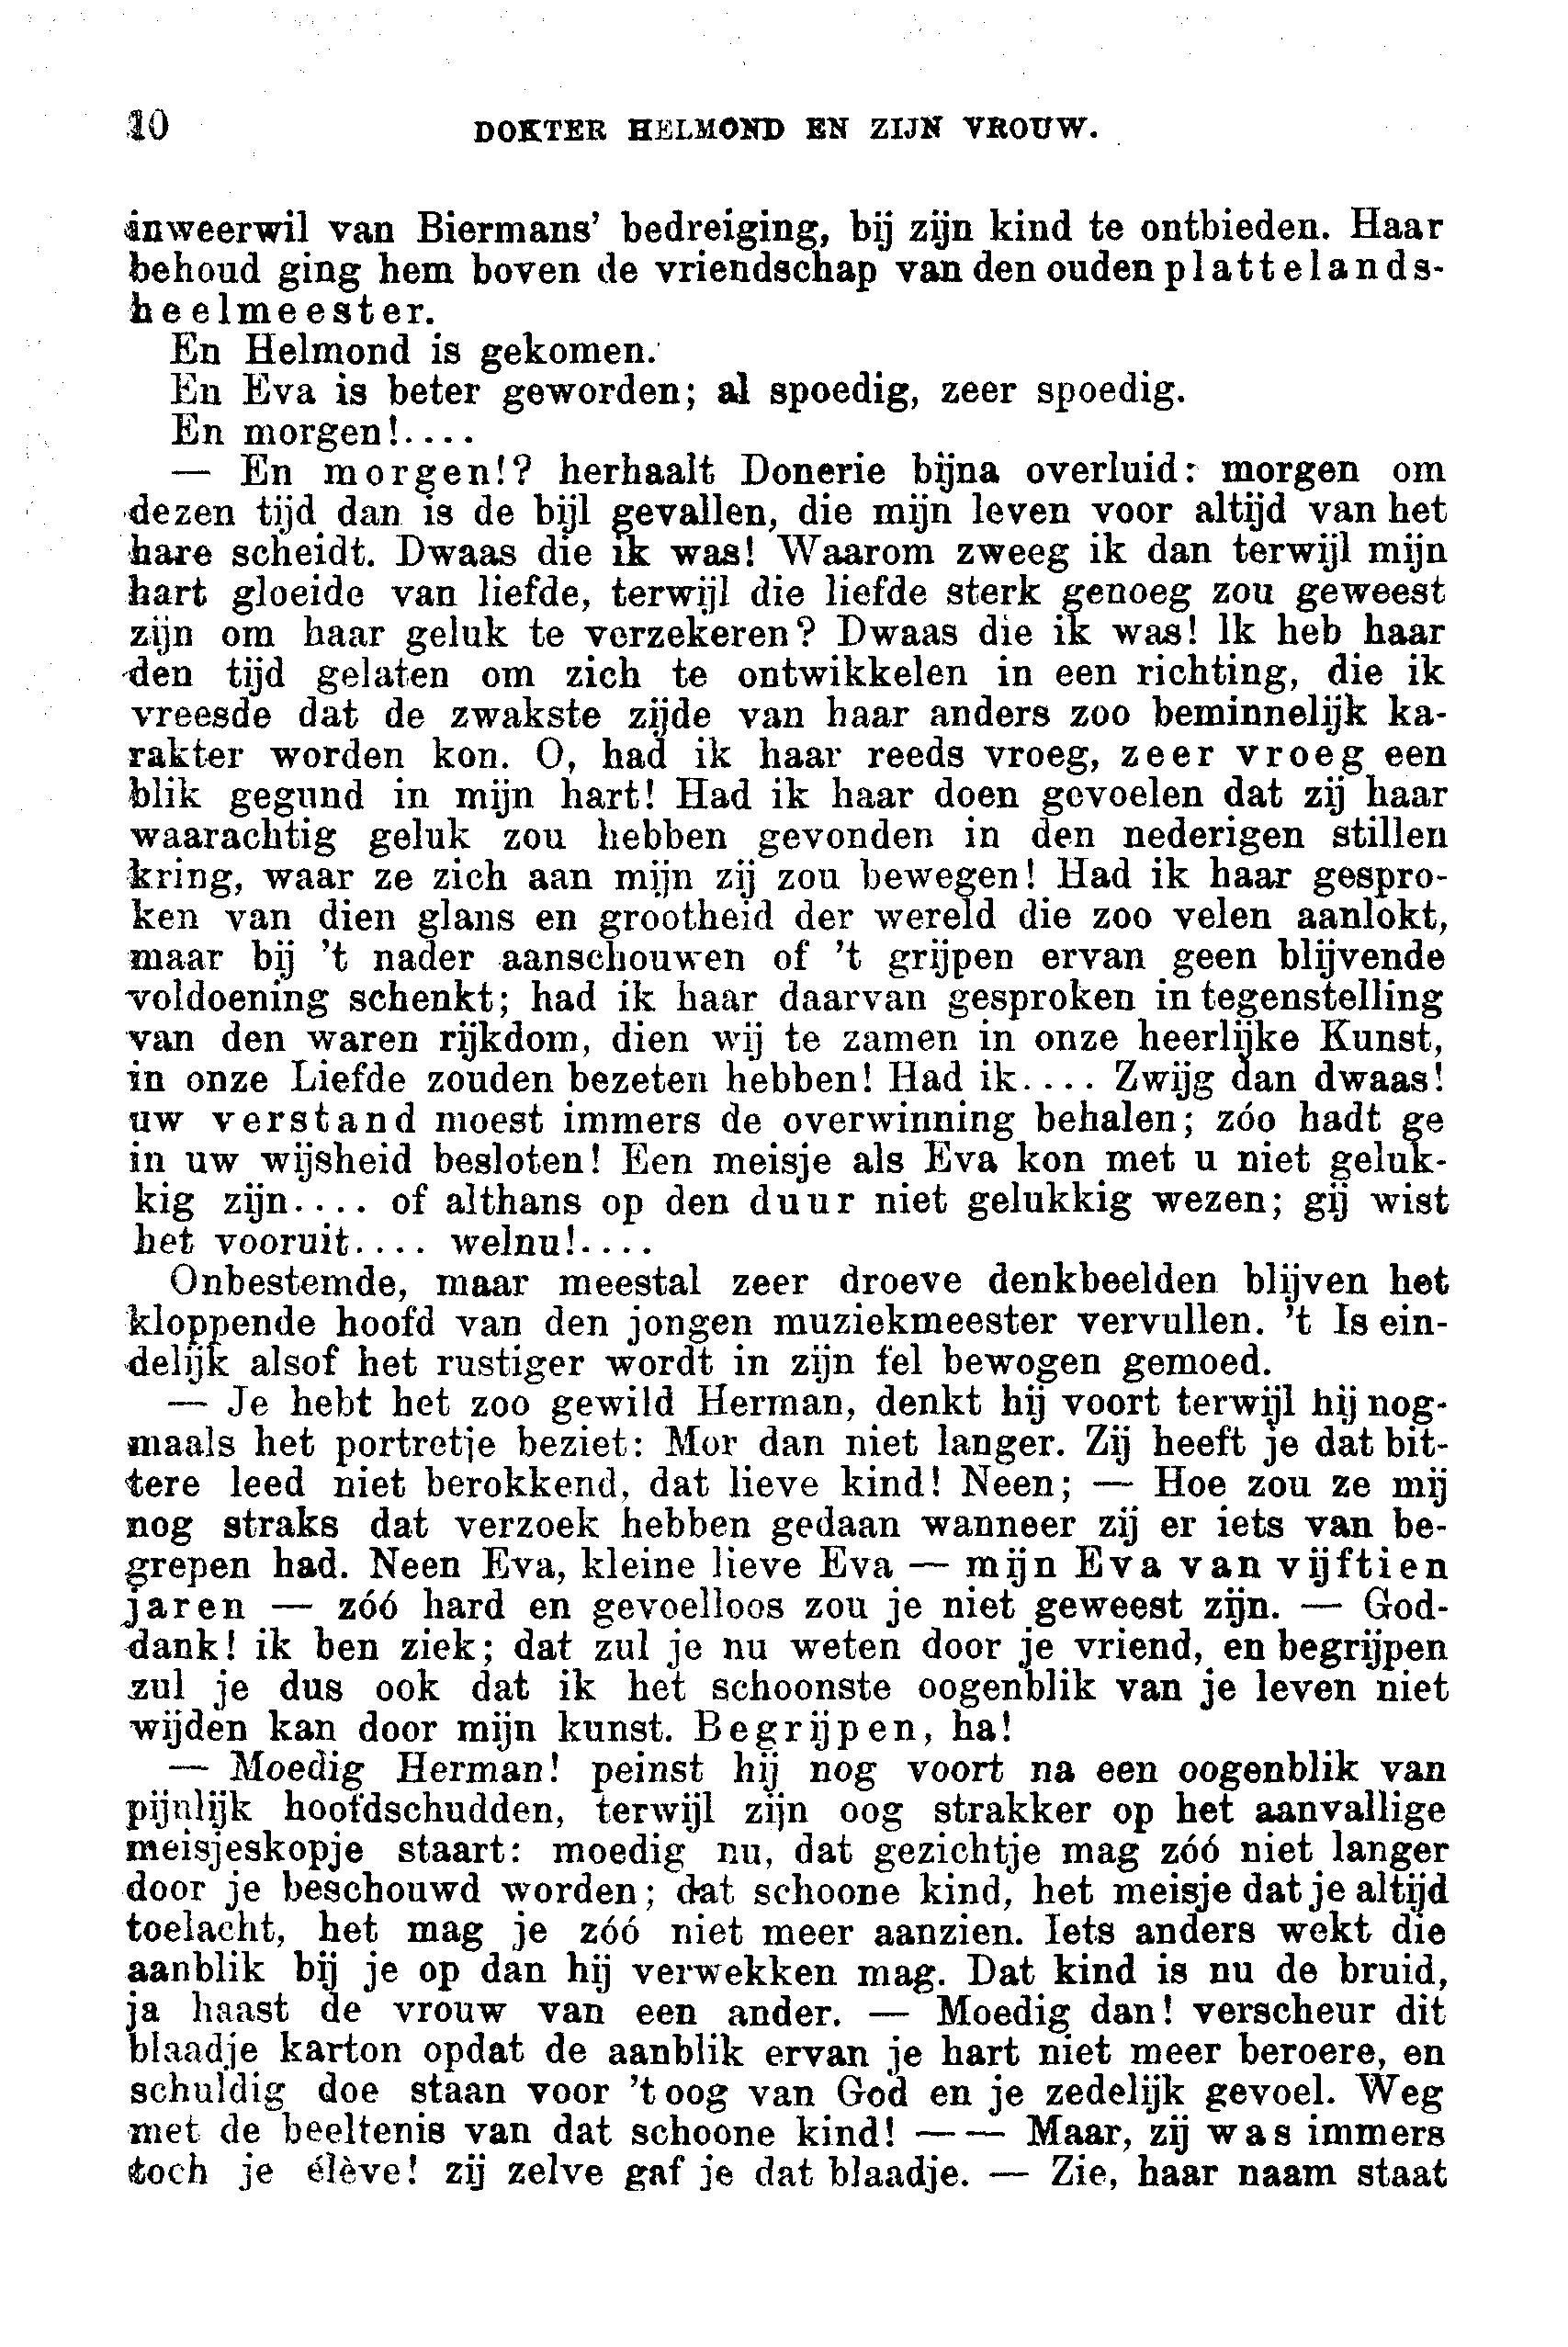 10 DOKTER HELMOND EN ZIJN VROUW.
inweerwil van Biermans' bedreiging, bij zijn kind te ontbieden. Haar
behoud ging hem boven de vriendschap van den ouden plattelands-
heelmeester.
En Helmond is gekomen.
En Eva is beter geworden; al spoedig, zeer spoedig.
En morgen!....
— En morgen!? herhaalt Donerie bijna overluid: morgen om
dezen tijd dan is de bijl gevallen, die mijn leven voor altijd van het
hare scheidt. Dwaas die ik was! Waarom zweeg ik dan terwijl mijn
hart gloeide van liefde, terwijl die liefde sterk genoeg zou geweest
zijn om haar geluk te verzekeren? Dwaas die ik was! Ik heb haar
den tijd gelaten om zich te ontwikkelen in een richting, die ik
vreesde dat de zwakste zijde van haar anders zoo beminnelijk ka-
rakter worden kon. O, had ik haar reeds vroeg, zeer vroeg een
blik gegund in mijn hart! Had ik haar doen gevoelen dat zij haar
waarachtig geluk zou hebben gevonden in den nederigen stillen
kring, waar ze zich aan mijn zij zou bewegen! Had ik haar gespro-
ken van dien glans en grootheid der wereld die zoo velen aanlokt,
maar bij 't nader aanschouwen of 't grijpen ervan geen blijvende
voldoening schenkt; had ik haar daarvan gesproken in tegenstelling
van den waren rijkdom, dien wij te zamen in onze heerlijke Kunst,
in onze Liefde zouden bezeten hebben! Had ik.... Zwijg dan dwaas!
uw verstand moest immers de overwinning behalen; zóo hadt ge
in uw wijsheid besloten! Een meisje als Eva kon met u niet geluk-
kig zijn.... of althans op den duur niet gelukkig wezen; gij wist
het vooruit.... welnu!....
Onbestemde, maar meestal zeer droeve denkbeelden blijven het
kloppende hoofd van den jongen muziekmeester vervullen. 't Is ein-
delijk alsof het rustiger wordt in zijn fel bewogen gemoed.
— Je hebt het zoo gewild Herman, denkt hij voort terwijl hij nog-
maals het portretje beziet: Mor dan niet langer. Zij heeft je dat bit-
tere leed niet berokkend, dat lieve kind! Neen; — Hoe zou ze mij
nog straks dat verzoek hebben gedaan wanneer zij er iets van be-
grepen had. Neen Eva, kleine lieve Eva — mijn Eva van vijftien
jaren — zóó hard en gevoelloos zou je niet geweest zijn. — God-
dank! ik ben ziek; dat zul je nu weten door je vriend, en begrijpen
zul je dus ook dat ik het schoonste oogenblik van je leven niet
wijden kan door mijn kunst. Begrijpen, ha!
— Moedig Herman! peinst hij nog voort na een oogenblik van
pijnlijk hoofdschudden, terwijl zijn oog strakker op het aanvallige
meisjeskopje staart: moedig nu, dat gezichtje mag zóó niet langer
door je beschouwd worden; dat schoone kind, het meisje dat je altijd
toelacht, het mag je zóó niet meer aanzien. Iets anders wekt die
aanblik bij je op dan hij verwekken mag. Dat kind is nu de bruid,
ja haast de vrouw van een ander. — Moedig dan! verscheur dit
blaadje karton opdat de aanblik ervan je hart niet meer beroere, en
schuldig doe staan voor 't oog van God en je zedelijk gevoel. Weg
met de beeltenis van dat schoone kind! — — Maar, zij was immers
toch je élève! zij zelve gaf je dat blaadje. — Zie, haar naam staat